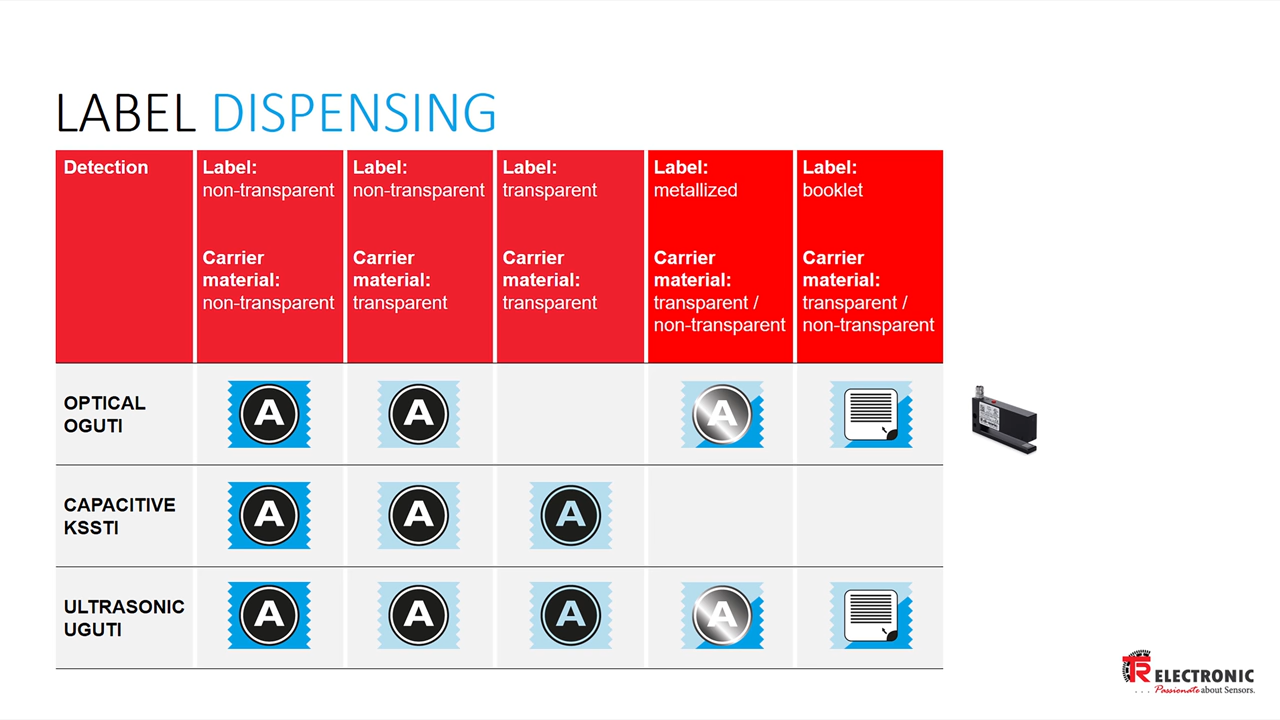 LABEL DISPENSING
Detection
Label:
non-transparent
Carrier
material:
non-transparent
Label:
non-transparent
Carrier
material:
transparent
Label:
transparent
Carrier
material:
transparent
Label:
metallized
Carrier
material:
transparent /
non-transparent
Label:
booklet
Carrier
material:
transparent /
non-transparent
OPTICAL
OGUTI
A
A
A
CAPACITIVE
KSSTI
A
A
A
ULTRASONIC
UGUTI
A
A
A
A
TR ELECTRONIC
. . . Passionate about Sensors.